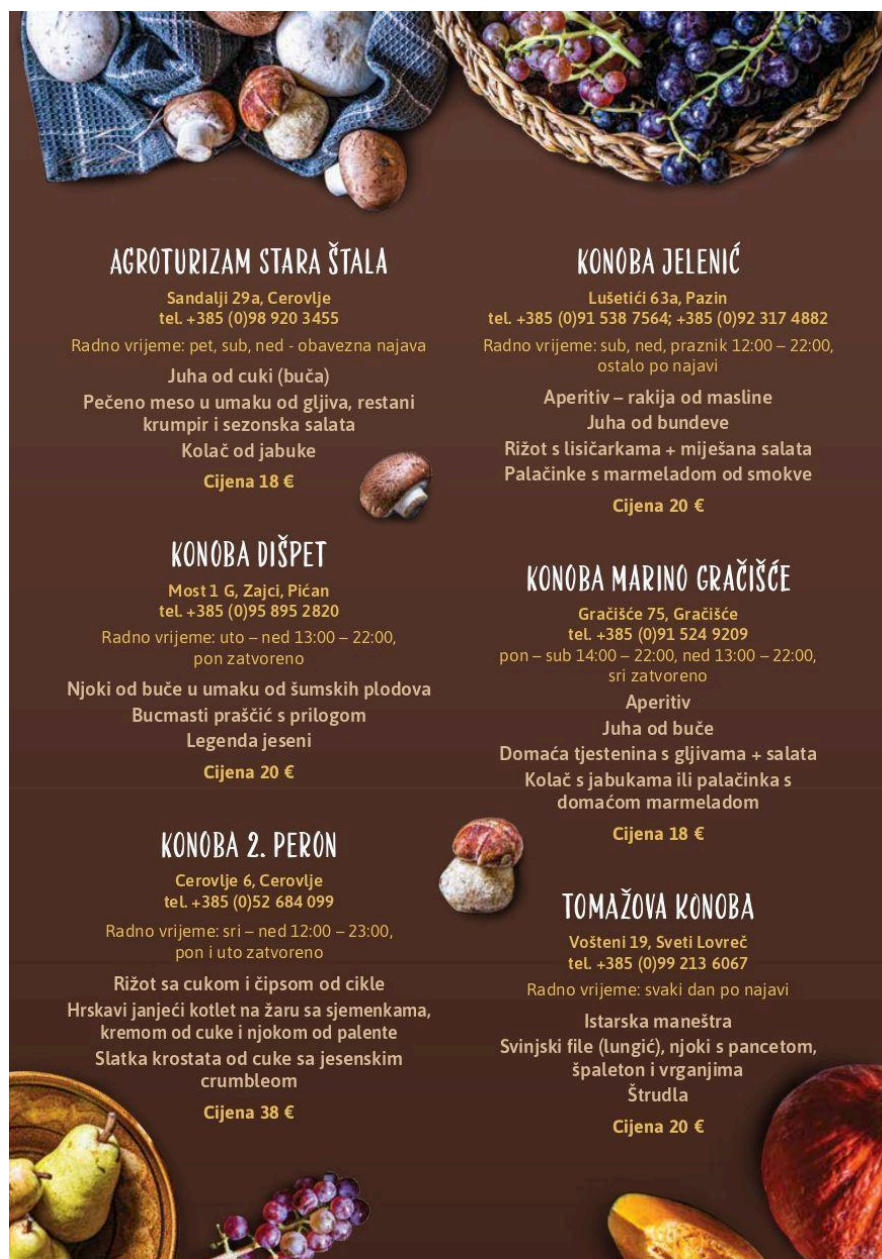 AGROTURIZAM STARA ŠTALA
Sandalji 29a, Cerovlje
tel. +385 (0)98 920 3455
Radno vrijeme: pet, sub, ned - obavezna najava
Juha od cuki (buča)
Pečeno meso u umaku od gljiva, restani
krumpir i sezonska salata
Kolač od jabuke
Cijena 18 €
KONOBA DIŠPET
Most 1 G, Zajci, Pićan
tel. +385 (0)95 895 2820
Radno vrijeme: uto – ned 13:00 – 22:00,
pon zatvoreno
Njoki od buče u umaku od šumskih plodova
Bucmasti praščić s prilogom
Legenda jeseni
Cijena 20 €
KONOBA 2. PERON
Cerovlje 6, Cerovlje
tel. +385 (0)52 684 099
Radno vrijeme: sri – ned 12:00 – 23:00,
pon i uto zatvoreno
Rižot sa cukom i čipsom od cikle
Hrskavi janjeći kotlet na žaru sa sjemenkama,
kremom od cuke i njokom od palente
Slatka krostata od cuke sa jesenskim
crumbleom
Cijena 38 €
KONOBA JELENIĆ
Lušetići 63a, Pazin
tel. +385 (0)91 538 7564; +385 (0)92 317 4882
Radno vrijeme: sub, ned, praznik 12:00 – 22:00,
ostalo po najavi
Aperitiv – rakija od masline
Juha od bundeve
Rižot s lisičarkama + miješana salata
Palačinke s marmeladom od smokve
Cijena 20 €
KONOBA MARINO GRAČIŠĆE
Gračišće 75, Gračišće
tel. +385 (0)91 524 9209
pon – sub 14:00 – 22:00, ned 13:00 – 22:00,
sri zatvoreno
Aperitiv
Juha od buče
Domaća tjestenina s gljivama + salata
Kolač s jabukama ili palačinka s
domaćom marmeladom
Cijena 18 €
TOMAŽOVA KONOBA
Vošteni 19, Sveti Lovreč
tel. +385 (0)99 213 6067
Radno vrijeme: svaki dan po najavi
Istarska maneštra
Svinjski file (lungić), njoki s pancetom,
špaleton i vrganjima
Štrudla
Cijena 20 €